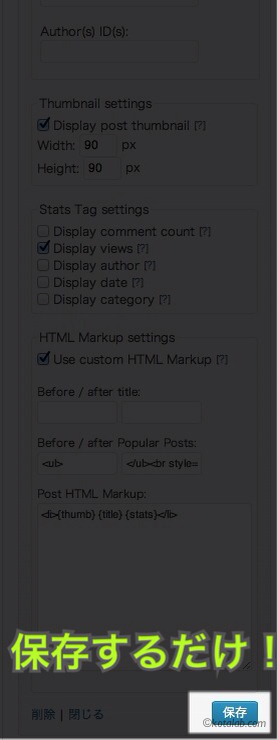 Author(s) ID(s):
Thumbnail settings
Display post thumbnail [?]
Width: 90 px
Height: 90 px
Stats Tag settings
Display comment count [?]
Display views [?]
Display author [?]
Display date [?]
Display category [?]
HTML Markup settings
Use custom HTML Markup [?]
Before / after title:
Before / after Popular Posts:
<ul> </ul><br style=
Post HTML Markup:
<li>{thumb} {title} {stats}</li>
保存するだけ！
削除 | 閉じる
保存
©kotolab.com